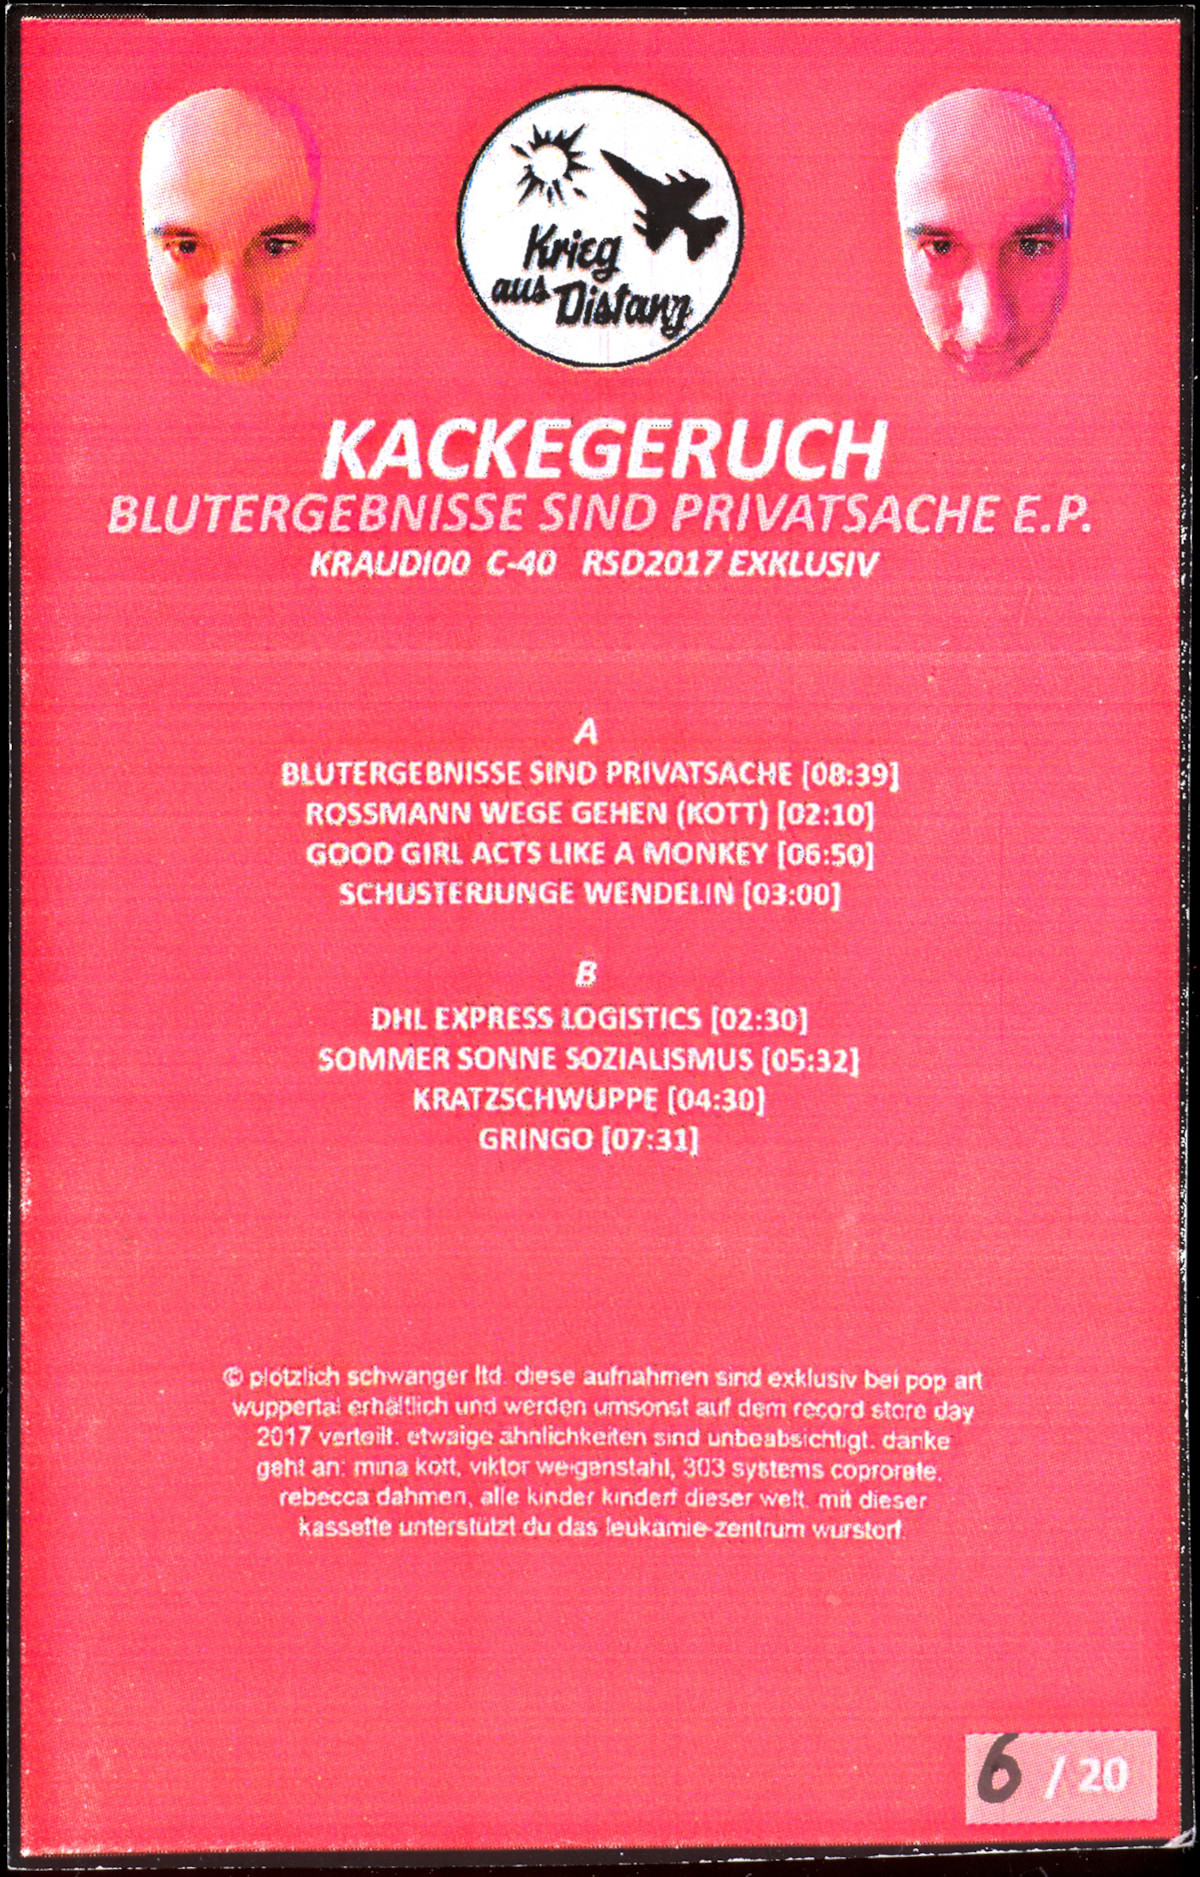 Krieg
aus Distanz
KACKEGERUCH
BLUTERGEBNISSE SIND PRIVATSACHE E.P.
KRAUDI00 C-40 RSD2017 EXKLUSIV
A
BLUTERGEBNISSE SIND PRIVATSACHE [08:39]
ROSSMANN WEGE GEHEN (KOTT) [02:10]
GOOD GIRL ACTS LIKE A MONKEY [06:50]
SCHUSTERJUNGE WENDELIN [03:00]
B
DHL EXPRESS LOGISTICS [02:30]
SOMMER SONNE SOZIALISMUS [05:32]
KRATZSCHWUPPE [04:30]
GRINGO [07:31]
© plötzlich schwanger ltd. diese aufnahmen sind exklusiv bei pop art
wuppertal erhältlich und werden umsonst auf dem record store day
2017 verteilt. etwaige ähnlichkeiten sind unbeabsichtigt. danke
geht an: mina kott, viktor weigenstahl, 303 systems coprorate,
rebecca dahmen, alle kinder kinderf dieser welt. mit dieser
kassette unterstützt du das leukämie-zentrum wurstorf.
6 / 20